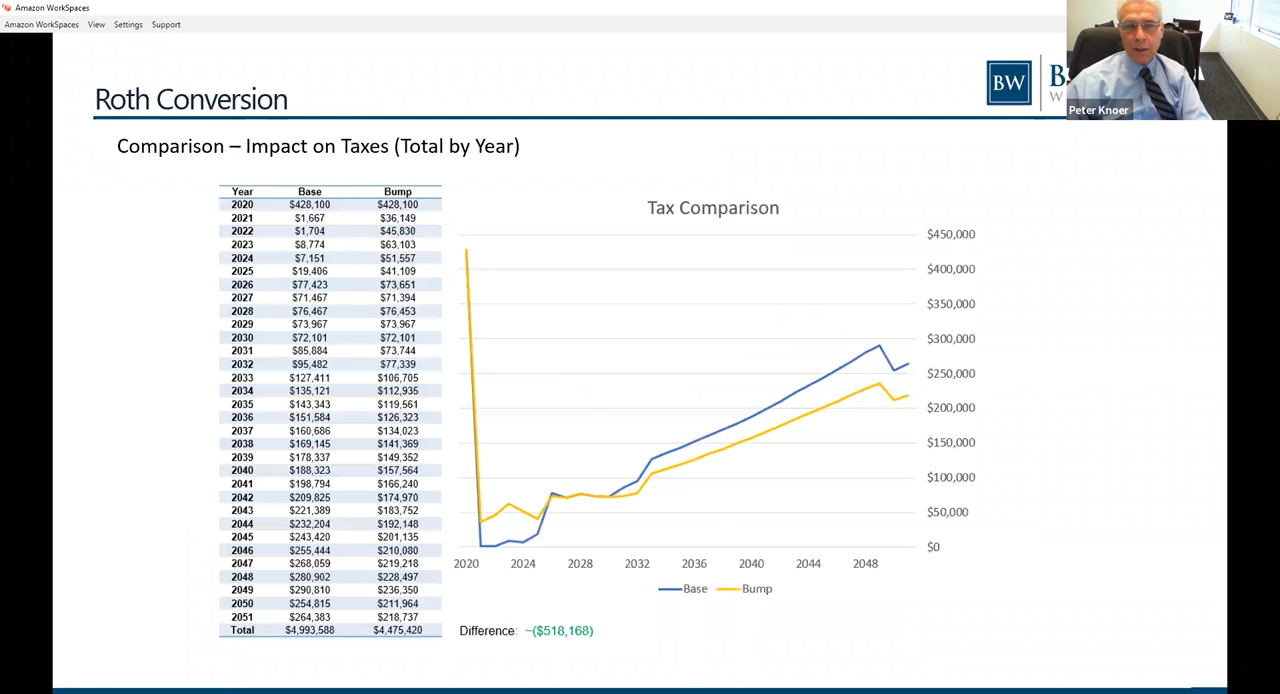 Amazon WorkSpaces
Amazon WorkSpaces View Settings Support
BW
Peter Knoer
Roth Conversion
Comparison – Impact on Taxes (Total by Year)
Year Base Bump
2020 $428,100 $428,100
2021 $1,667 $36,149
2022 $1,704 $45,830
2023 $8,774 $63,103
2024 $7,151 $51,557
2025 $19,406 $41,109
2026 $77,423 $73,651
2027 $71,467 $71,394
2028 $76,467 $76,453
2029 $73,967 $73,967
2030 $72,101 $72,101
2031 $85,884 $73,744
2032 $95,482 $77,339
2033 $127,411 $106,705
2034 $135,121 $112,935
2035 $143,343 $119,561
2036 $151,584 $126,323
2037 $160,686 $134,023
2038 $169,145 $141,369
2039 $178,337 $149,352
2040 $188,323 $157,564
2041 $198,794 $166,240
2042 $209,825 $174,970
2043 $221,389 $183,752
2044 $232,204 $192,148
2045 $243,420 $201,135
2046 $255,444 $210,080
2047 $268,059 $219,218
2048 $280,902 $228,497
2049 $290,810 $236,350
2050 $254,815 $211,964
2051 $264,383 $218,737
Total $4,993,588 $4,475,420
Tax Comparison
$450,000
$400,000
$350,000
$300,000
$250,000
$200,000
$150,000
$100,000
$50,000
$0
2020 2024 2028 2032 2036 2040 2044 2048
Base Bump
Difference: ~($518,168)